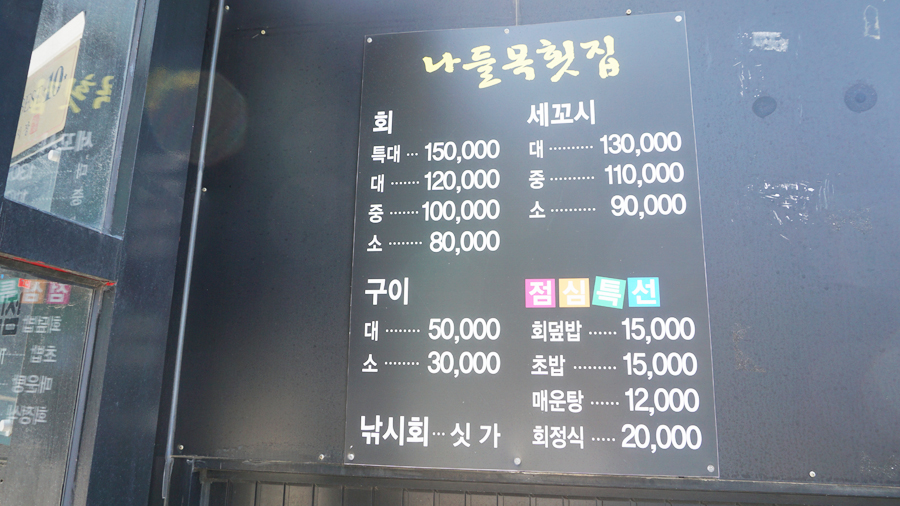 나들목횟집
회
특대 ··· 150,000
대 ······· 120,000
중 ········ 100,000
소 ········ 80,000
구이
대 ········ 50,000
소 ········ 30,000
낚시회 ··· 싯 가
세꼬시
대 ·········· 130,000
중 ·········· 110,000
소 ·········· 90,000
점심특선
회덮밥 ······ 15,000
초밥 ········· 15,000
매운탕 ······ 12,000
회정식 ····· 20,000